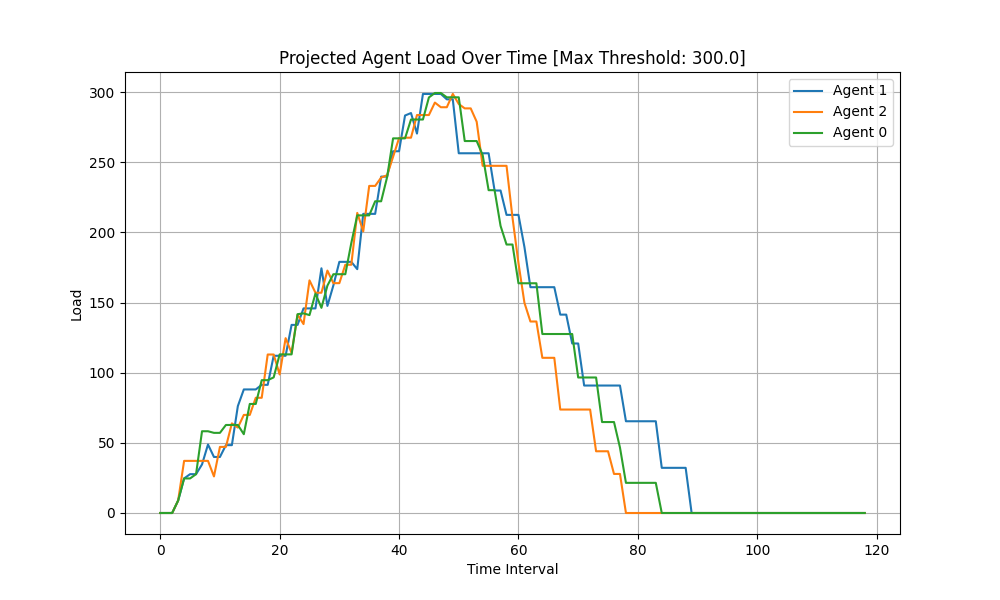 Projected Agent Load Over Time [Max Threshold: 300.0]
Agent 1
Agent 2
Agent 0
Load
300
250
200
150
100
50
0
0 20 40 60 80 100 120
Time Interval